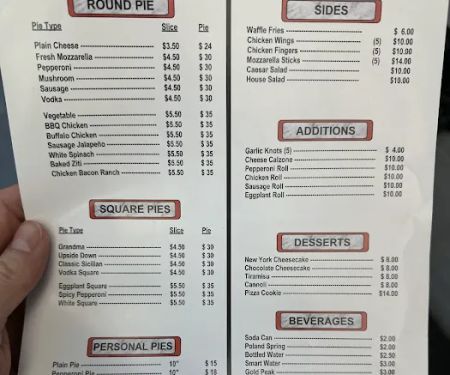 ROUND PIE
Pie Type Slice Pie
Plain Cheese $3.50 $ 24
Fresh Mozzarella $4.50 $ 30
Pepperoni $4.50 $ 30
Mushroom $4.50 $ 30
Sausage $4.50 $ 30
Vodka $4.50 $ 30
Vegetable $5.50 $ 35
BBQ Chicken $5.50 $ 35
Buffalo Chicken $5.50 $ 35
Sausage Jalapeño $5.50 $ 35
White Spinach $5.50 $ 35
Baked Ziti $5.50 $ 35
Chicken Bacon Ranch $5.50 $ 35
SQUARE PIES
Pie Type Slice Pie
Grandma $4.50 $ 30
Upside Down $4.50 $ 30
Classic Sicilian $4.50 $ 30
Vodka Square $4.50 $ 30
Eggplant Square $5.50 $ 35
Spicy Pepperoni $5.50 $ 35
White Square $5.50 $ 35
PERSONAL PIES
Plain Pie 10" $ 15
Pepperoni Pie 10" $ 18
SIDES
Waffle Fries $ 6.00
Chicken Wings (5) $10.00
Chicken Fingers (5) $10.00
Mozzarella Sticks (5) $14.00
Caesar Salad $10.00
House Salad $10.00
ADDITIONS
Garlic Knots (5) $ 4.00
Cheese Calzone $10.00
Pepperoni Roll $10.00
Chicken Roll $10.00
Sausage Roll $10.00
Eggplant Roll $10.00
DESSERTS
New York Cheesecake $ 8.00
Chocolate Cheesecake $ 8.00
Tiramisu $ 8.00
Cannoli $ 8.00
Pizza Cookie $14.00
BEVERAGES
Soda Can $2.00
Poland Spring $2.00
Bottled Water $2.50
Smart Water $3.00
Gold Peak $3.00